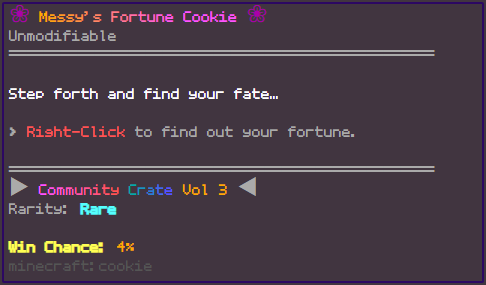 Messy's Fortune Cookie
Unmodifiable
Step forth and find your fate…
> Right-Click to find out your fortune.
▶ Community Crate Vol 3 ◀
Rarity: Rare
Win Chance: 4%
minecraft:cookie